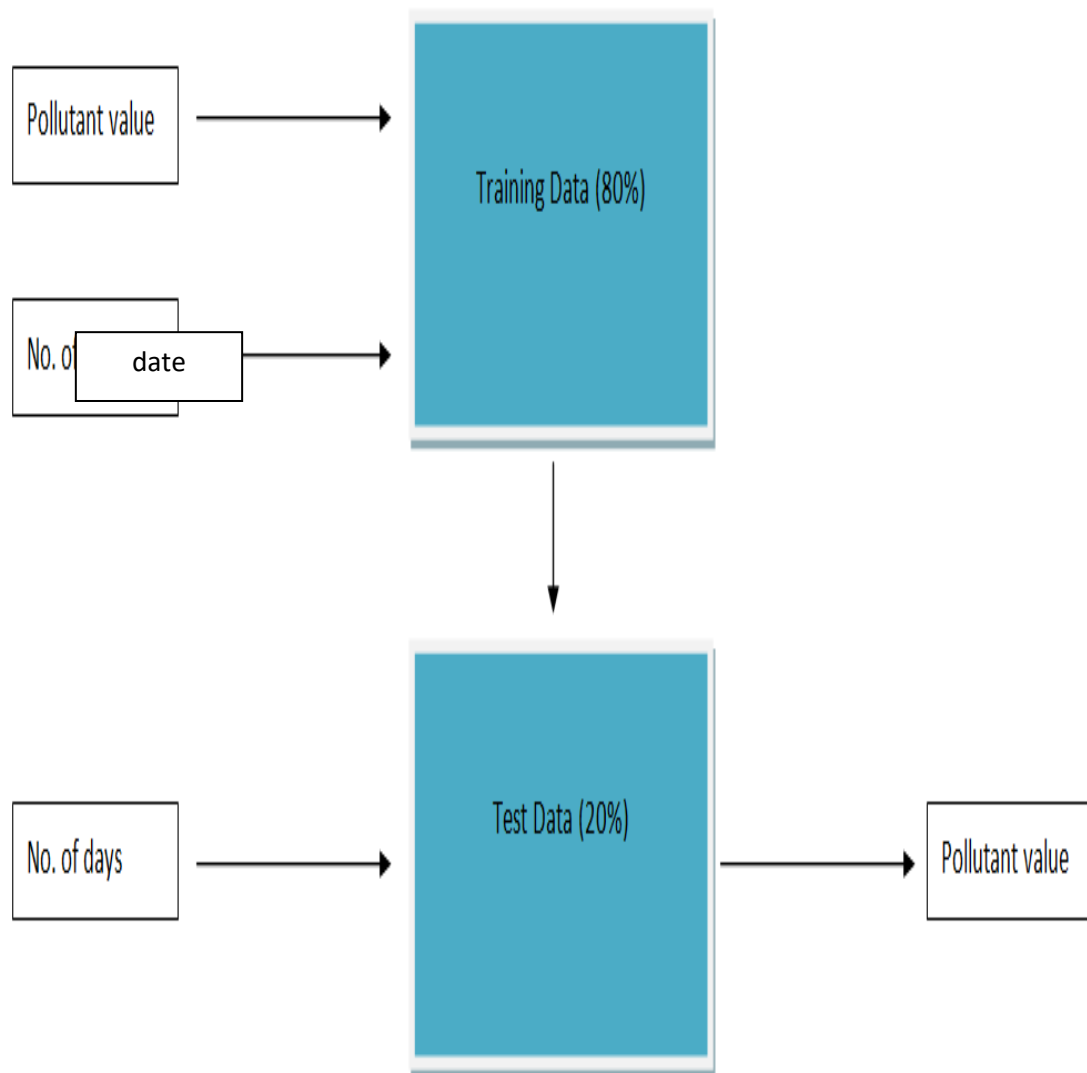 Pollutant value
Training Data (80%)
No. of
date
Test Data (20%)
No. of days
Pollutant value